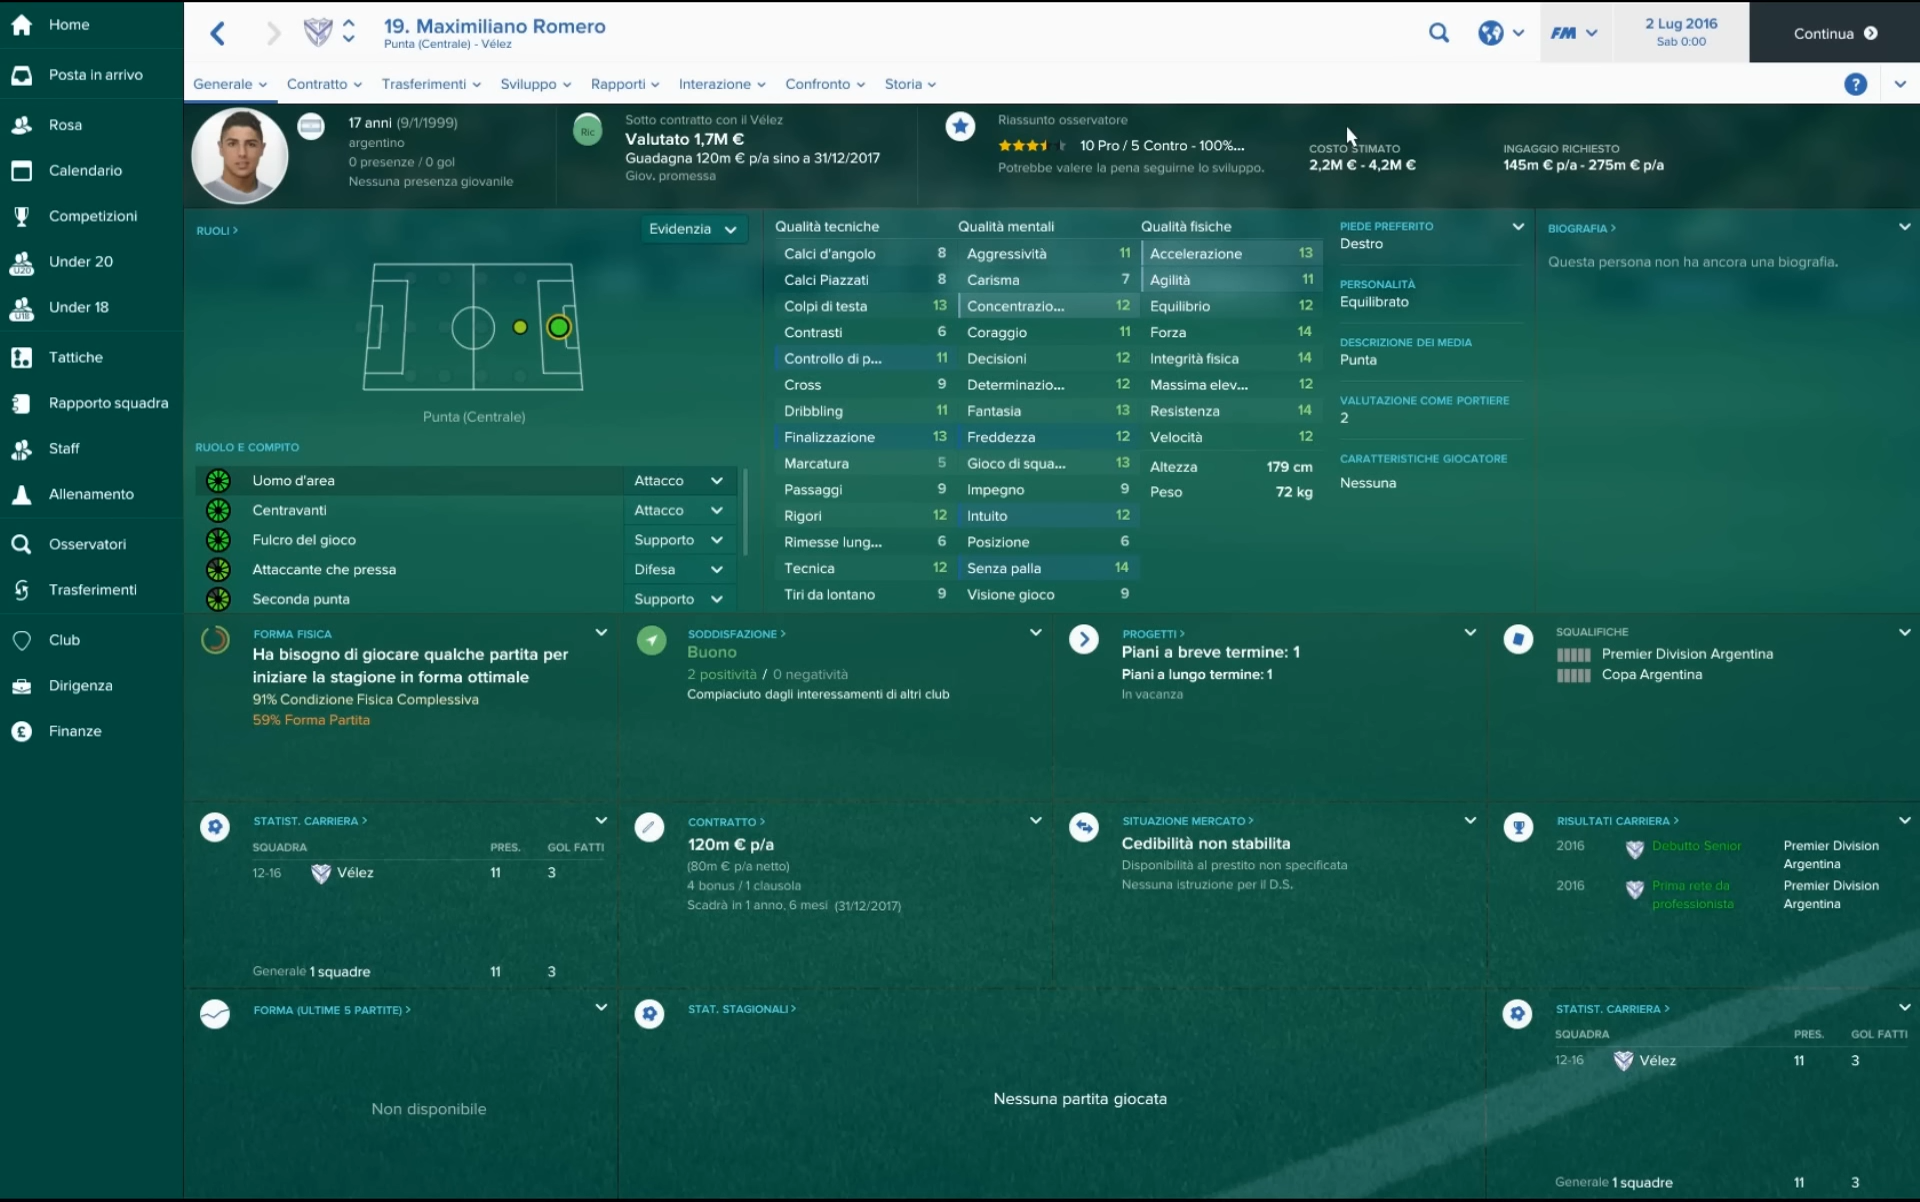 Home
Posta in arrivo
Rosa
Calendario
Competizioni
U20
Under 20
U18
Under 18
Tattiche
Rapporto squadra
Staff
Allenamento
Osservatori
Trasferimenti
Club
Dirigenza
£
Finanze
19. Maximiliano Romero
Punta (Centrale) - Vélez
FM
2 Lug 2016
Sab 0:00
Continua
Generale
Contratto
Trasferimenti
Sviluppo
Rapporti
Interazione
Confronto
Storia
?
17 anni (9/1/1999)
argentino
0 presenze / 0 gol
Nessuna presenza giovanile
Ric
Sotto contratto con il Vélez
Valutato 1,7M €
Guadagna 120m € p/a sino a 31/12/2017
Giov. promessa
Riassunto osservatore
10 Pro / 5 Contro - 100%...
Potrebbe valere la pena seguirne lo sviluppo.
COSTO STIMATO
2,2M € - 4,2M €
INGAGGIO RICHIESTO
145m € p/a - 275m € p/a
RUOLI >
Evidenzia
Punta (Centrale)
RUOLO E COMPITO
Uomo d'area Attacco
Centravanti Attacco
Fulcro del gioco Supporto
Attaccante che pressa Difesa
Seconda punta Supporto
Qualità tecniche
Calci d'angolo 8
Calci Piazzati 8
Colpi di testa 13
Contrasti 6
Controllo di p... 11
Cross 9
Dribbling 11
Finalizzazione 13
Marcatura 5
Passaggi 9
Rigori 12
Rimesse lung... 6
Tecnica 12
Tiri da lontano 9
Qualità mentali
Aggressività 11
Carisma 7
Concentrazio... 12
Coraggio 11
Decisioni 12
Determinazio... 12
Fantasia 13
Freddezza 12
Gioco di squa... 13
Impegno 9
Intuito 12
Posizione 6
Senza palla 14
Visione gioco 9
Qualità fisiche
Accelerazione 13
Agilità 11
Equilibrio 12
Forza 14
Integrità fisica 14
Massima elev... 12
Resistenza 14
Velocità 12
Altezza 179 cm
Peso 72 kg
PIEDE PREFERITO
Destro
PERSONALITÀ
Equilibrato
DESCRIZIONE DEI MEDIA
Punta
VALUTAZIONE COME PORTIERE
2
CARATTERISTICHE GIOCATORE
Nessuna
BIOGRAFIA >
Questa persona non ha ancora una biografia.
FORMA FISICA
Ha bisogno di giocare qualche partita per
iniziare la stagione in forma ottimale
91% Condizione Fisica Complessiva
59% Forma Partita
SODDISFAZIONE >
Buono
2 positività / 0 negatività
Compiaciuto dagli interessamenti di altri club
PROGETTI >
Piani a breve termine: 1
Piani a lungo termine: 1
In vacanza
SQUALIFICHE
Premier Division Argentina
Copa Argentina
STATIST. CARRIERA >
SQUADRA PRES. GOL FATTI
12-16 Vélez 11 3
Generale 1 squadre 11 3
CONTRATTO >
120m € p/a
(80m € p/a netto)
4 bonus / 1 clausola
Scadrà in 1 anno, 6 mesi (31/12/2017)
SITUAZIONE MERCATO >
Cedibilità non stabilita
Disponibilità al prestito non specificata
Nessuna istruzione per il D.S.
RISULTATI CARRIERA >
2016 Debutto Senior Premier Division
Argentina
2016 Prima rete da Premier Division
professionista Argentina
FORMA (ULTIME 5 PARTITE) >
Non disponibile
STAT. STAGIONALI >
Nessuna partita giocata
STATIST. CARRIERA >
SQUADRA PRES. GOL FATTI
12-16 Vélez 11 3
Generale 1 squadre 11 3